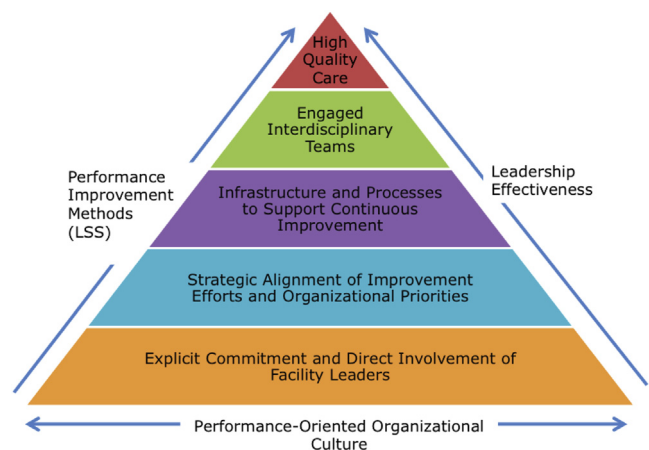 High
Quality
Care
Engaged
Interdisciplinary
Teams
Performance
Improvement
Methods
(LSS)
Leadership
Effectiveness
Infrastructure and Processes
to Support Continuous
Improvement
Strategic Alignment of Improvement
Efforts and Organizational Priorities
Explicit Commitment and Direct Involvement of
Facility Leaders
Performance-Oriented Organizational
Culture